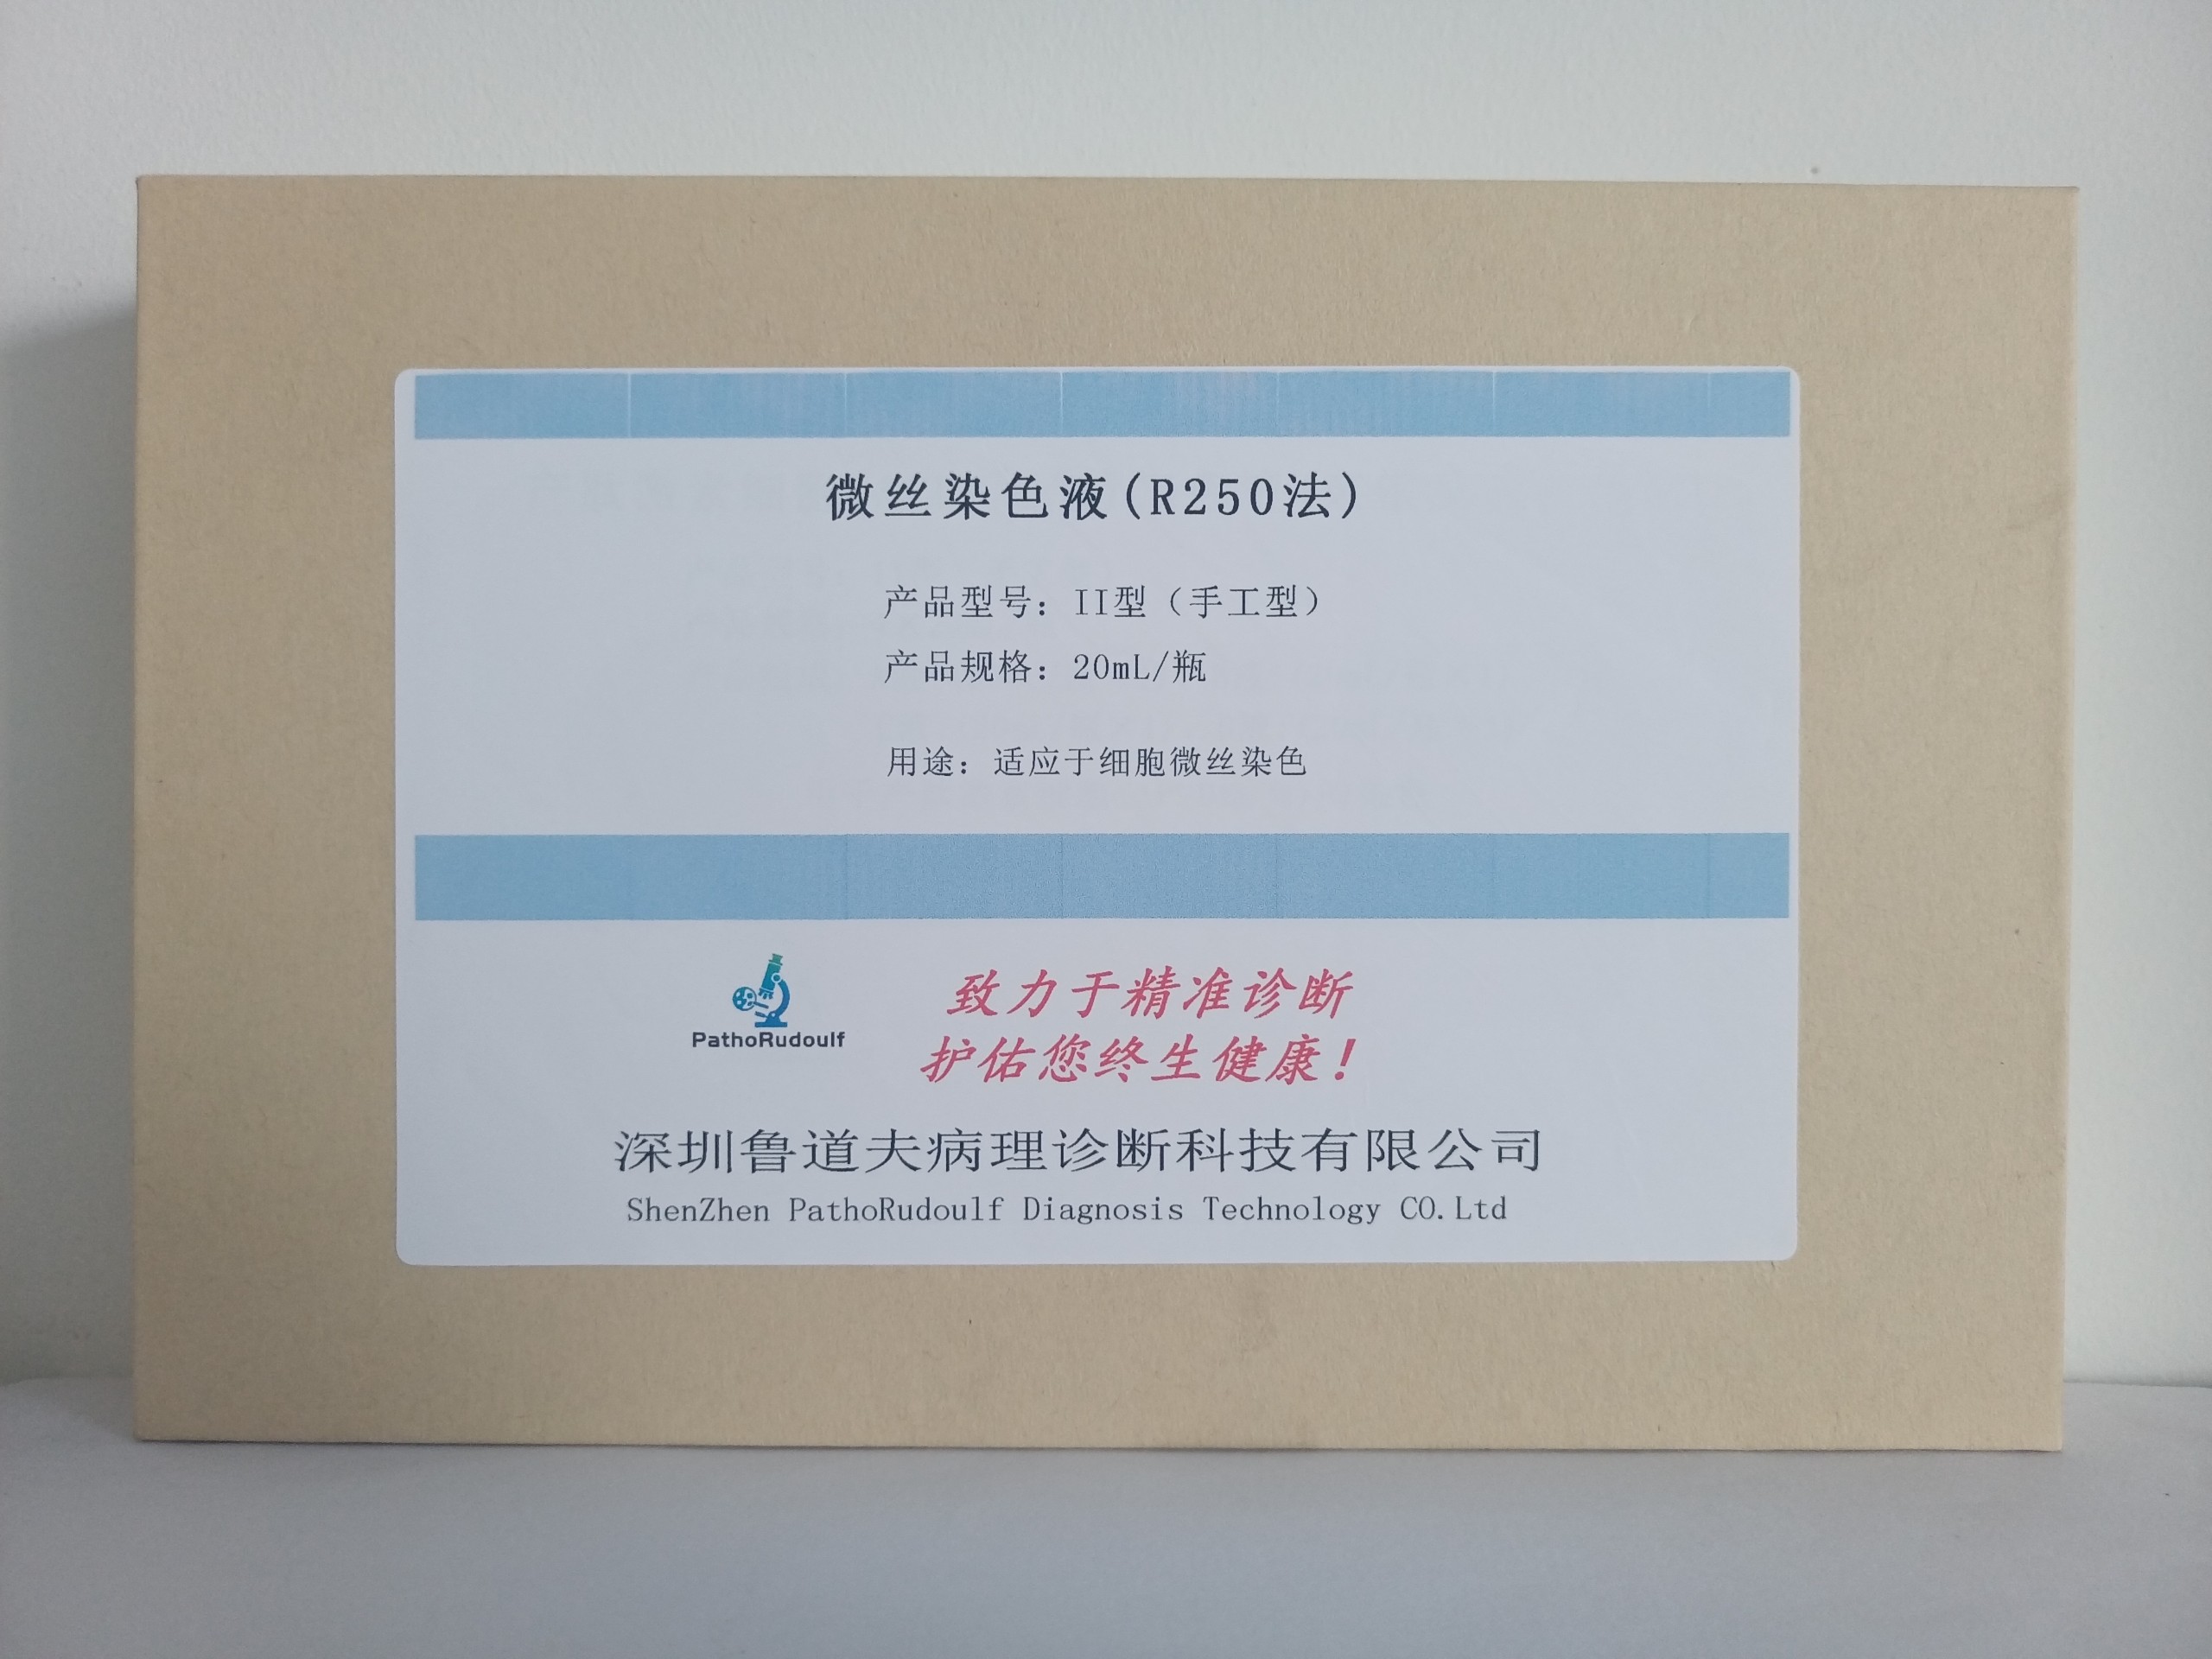 微丝染色液(R250法)
产品型号：II型（手工型）
产品规格：20mL/瓶
用途：适应于细胞微丝染色
PathoRudoulf
致力于精准诊断
护佑您终生健康！
深圳鲁道夫病理诊断科技有限公司
ShenZhen PathoRudoulf Diagnosis Technology CO.Ltd